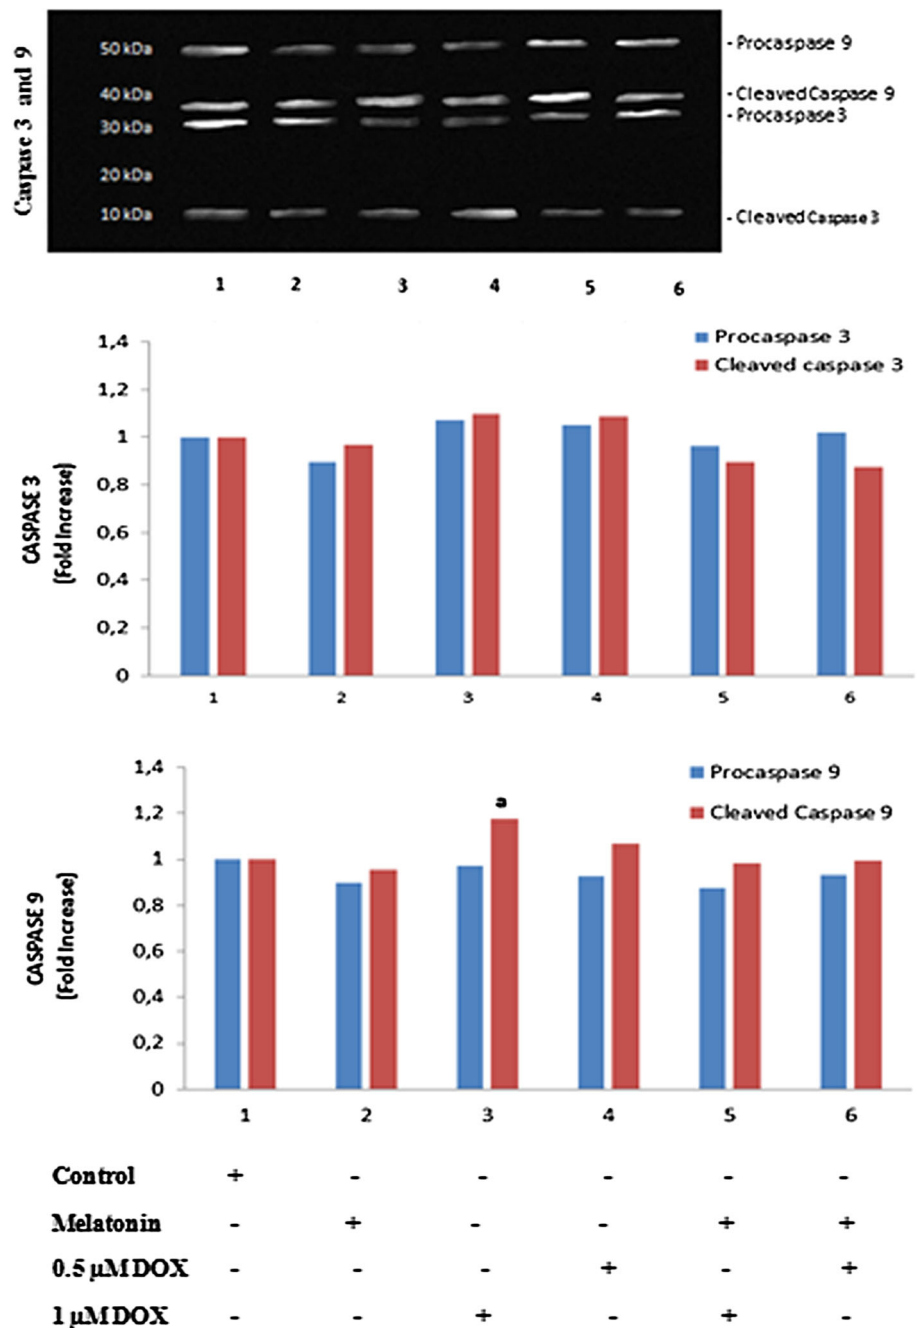 Caspase 3 and 9
50 kDa
40 kDa
30 kDa
20 kDa
10 kDa
- Procaspase 9
- Cleaved Caspase 9
- Procaspase 3
- Cleaved Caspase 3
1 2 3 4 5 6
CASPASE 3
(Fold Increase)
1,4
1,2
1
0,8
0,6
0,4
0,2
0
Procaspase 3
Cleaved caspase 3
1 2 3 4 5 6
CASPASE 9
(Fold Increase)
1,4
1,2
1
0,8
0,6
0,4
0,2
0
a
Procaspase 9
Cleaved Caspase 9
1 2 3 4 5 6
Control + - - - - -
Melatonin - + - - + +
0.5 µM DOX - - - + - +
1 µM DOX - - + - + -